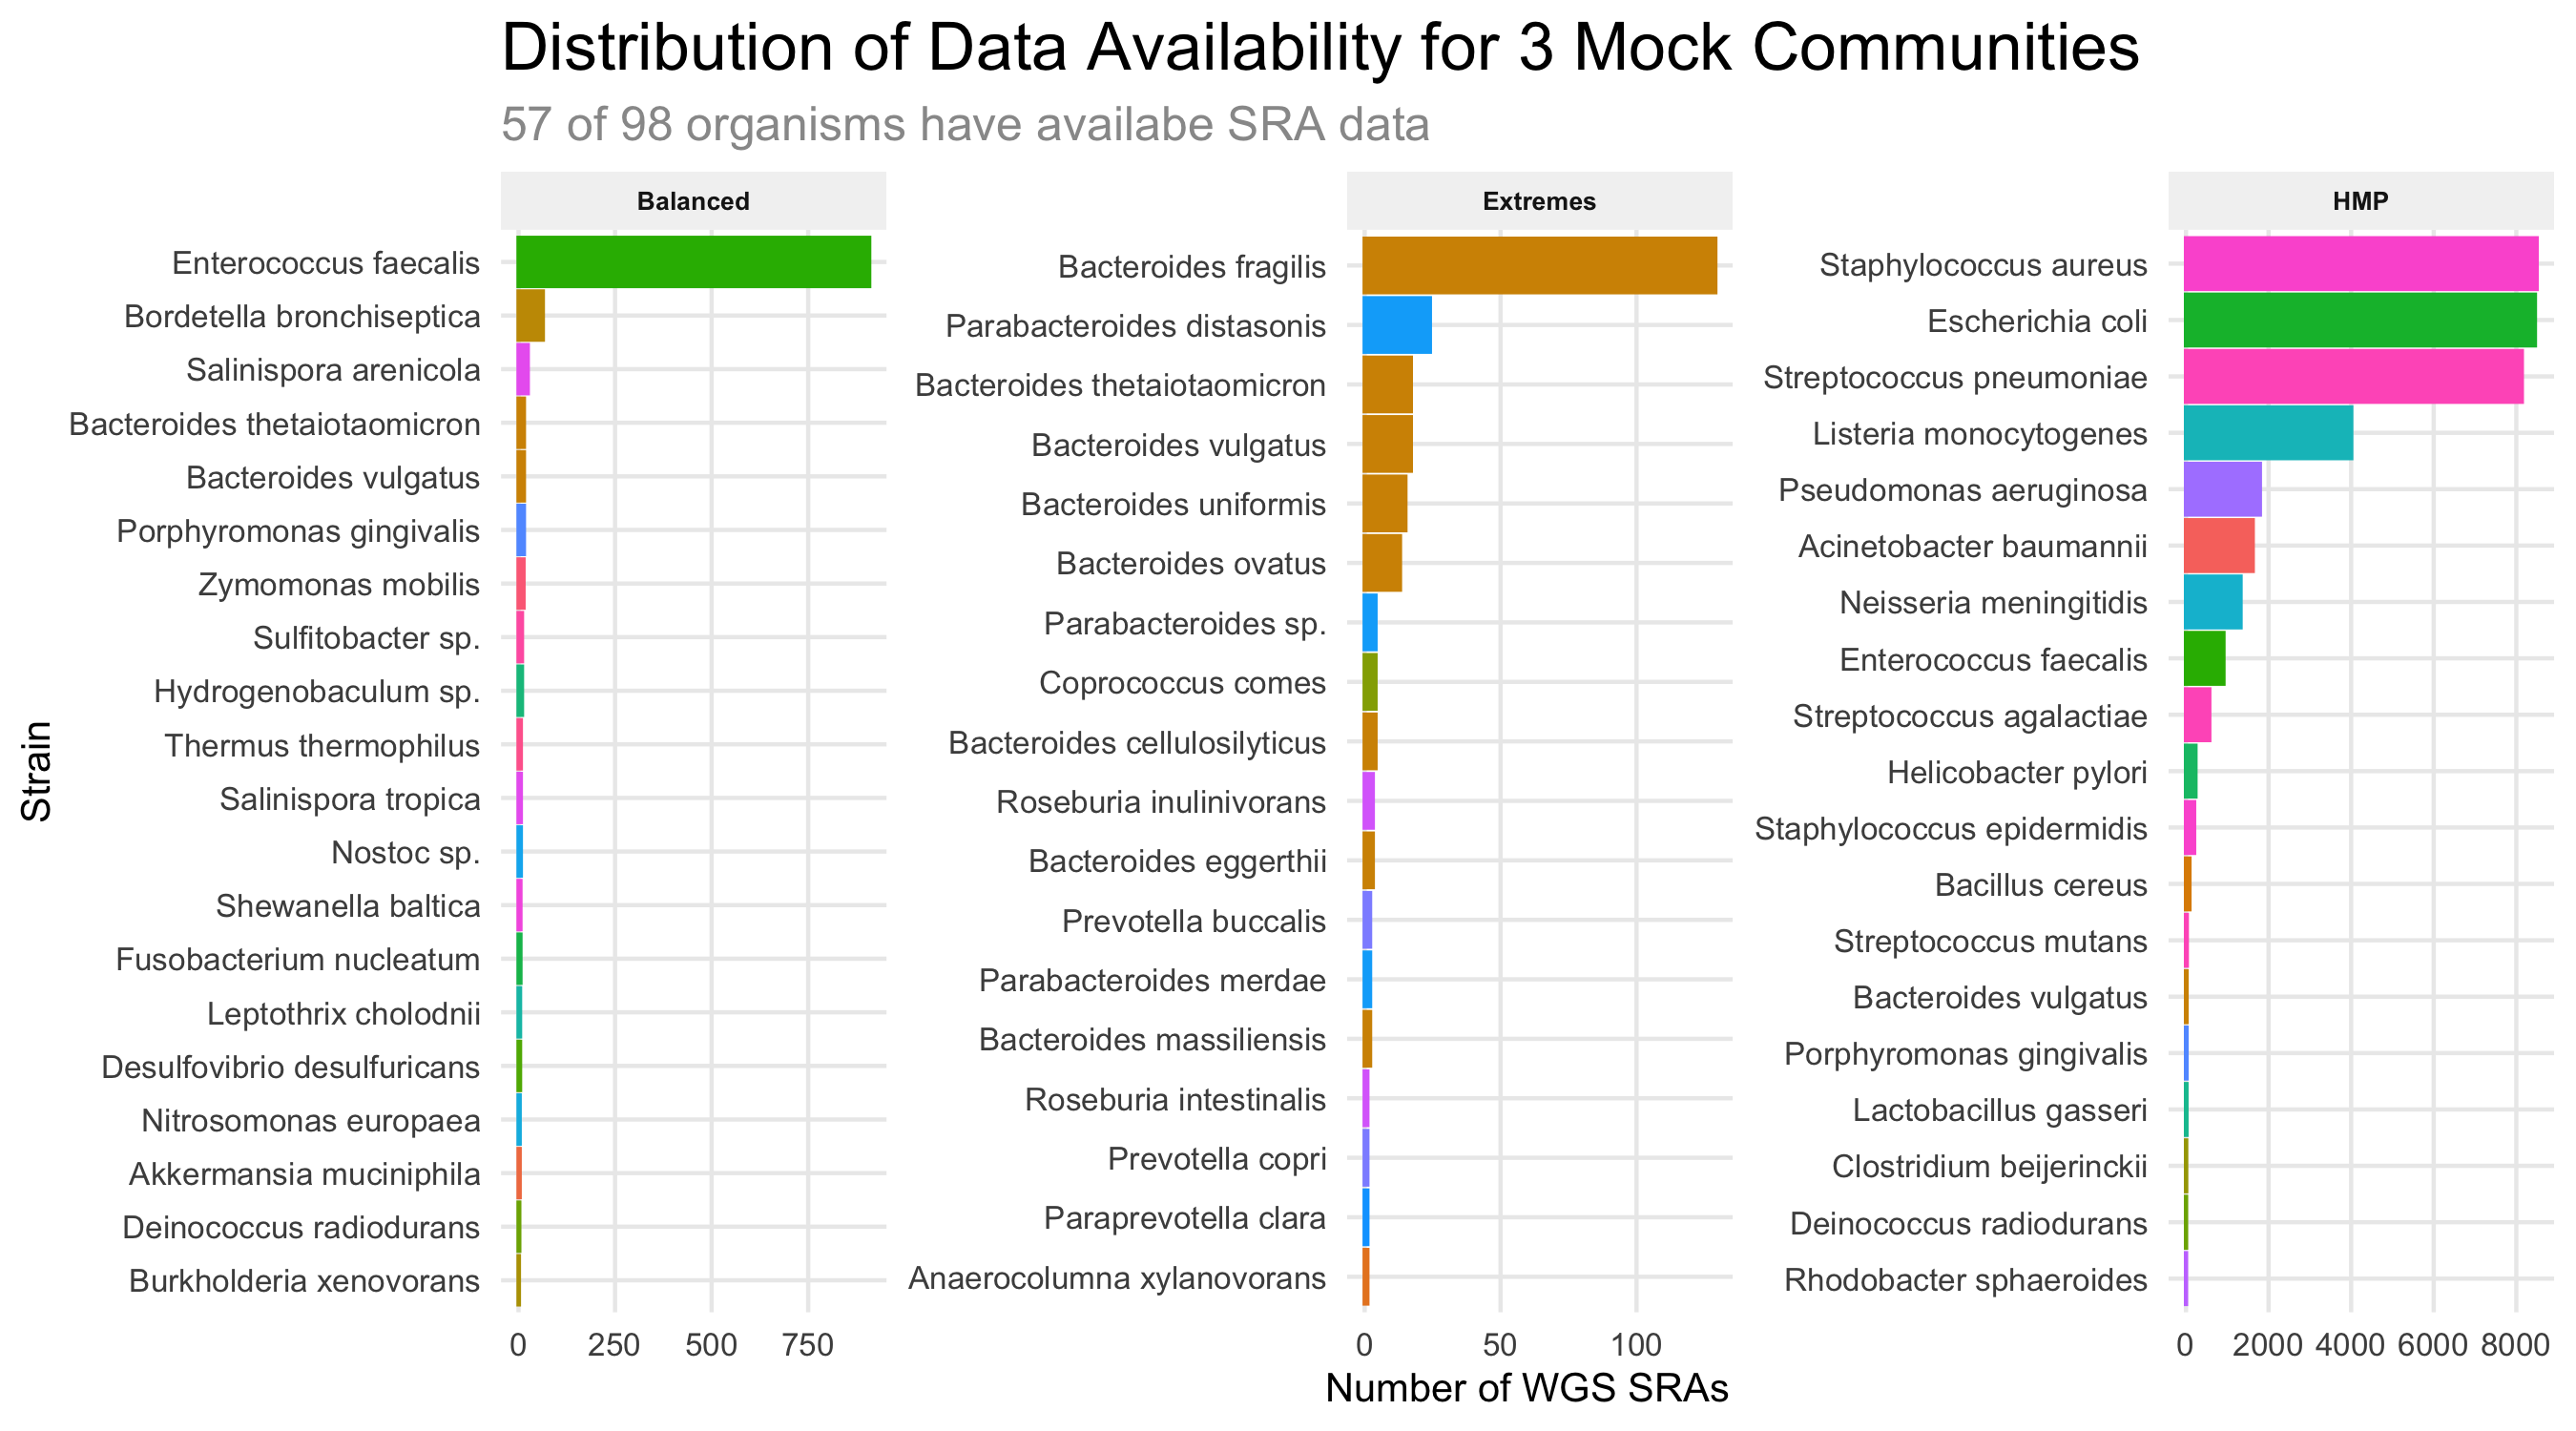 Distribution of Data Availability for 3 Mock Communities
57 of 98 organisms have availabe SRA data
Strain
Balanced
Enterococcus faecalis
Bordetella bronchiseptica
Salinispora arenicola
Bacteroides thetaiotaomicron
Bacteroides vulgatus
Porphyromonas gingivalis
Zymomonas mobilis
Sulfitobacter sp.
Hydrogenobaculum sp.
Thermus thermophilus
Salinispora tropica
Nostoc sp.
Shewanella baltica
Fusobacterium nucleatum
Leptothrix cholodnii
Desulfovibrio desulfuricans
Nitrosomonas europaea
Akkermansia muciniphila
Deinococcus radiodurans
Burkholderia xenovorans
0 250 500 750
Extremes
Bacteroides fragilis
Parabacteroides distasonis
Bacteroides thetaiotaomicron
Bacteroides vulgatus
Bacteroides uniformis
Bacteroides ovatus
Parabacteroides sp.
Coprococcus comes
Bacteroides cellulosilyticus
Roseburia inulinivorans
Bacteroides eggerthii
Prevotella buccalis
Parabacteroides merdae
Bacteroides massiliensis
Roseburia intestinalis
Prevotella copri
Paraprevotella clara
Anaerocolumna xylanovorans
0 50 100
HMP
Staphylococcus aureus
Escherichia coli
Streptococcus pneumoniae
Listeria monocytogenes
Pseudomonas aeruginosa
Acinetobacter baumannii
Neisseria meningitidis
Enterococcus faecalis
Streptococcus agalactiae
Helicobacter pylori
Staphylococcus epidermidis
Bacillus cereus
Streptococcus mutans
Bacteroides vulgatus
Porphyromonas gingivalis
Lactobacillus gasseri
Clostridium beijerinckii
Deinococcus radiodurans
Rhodobacter sphaeroides
0 2000 4000 6000 8000
Number of WGS SRAs